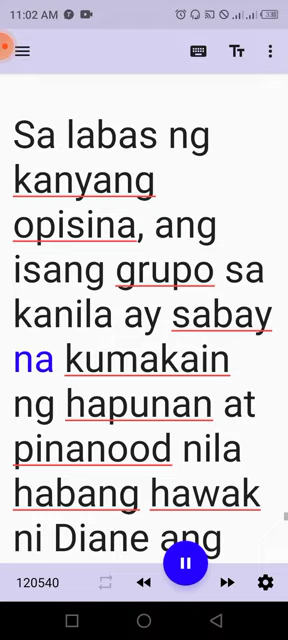 11:02 AM
Tт
Sa labas ng
kanyang
opisina, ang
isang grupo sa
kanila ay sabay
na kumakain
ng hapunan at
pinanood nila
habang hawak
ni Diane ang
120540